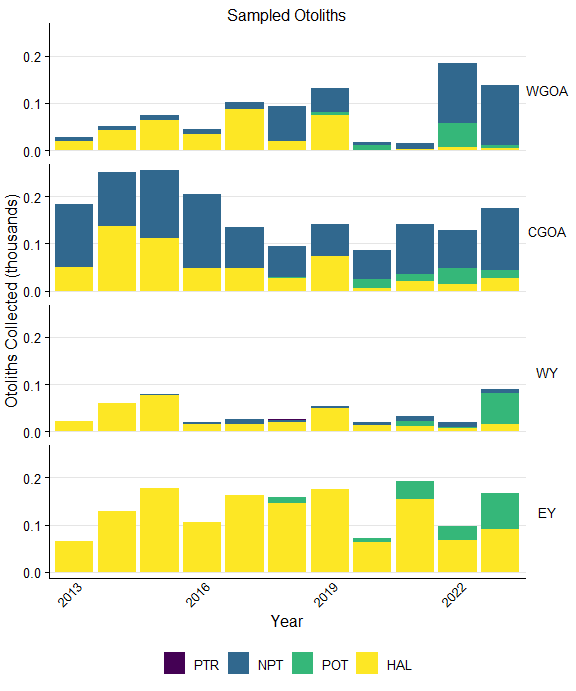 Sampled Otoliths
Otoliths Collected (thousands)
0.2
0.1
0.0
WGOA
0.2
0.1
0.0
CGOA
0.2
0.1
0.0
WY
0.2
0.1
0.0
EY
2013 2016 2019 2022
Year
PTR NPT POT HAL